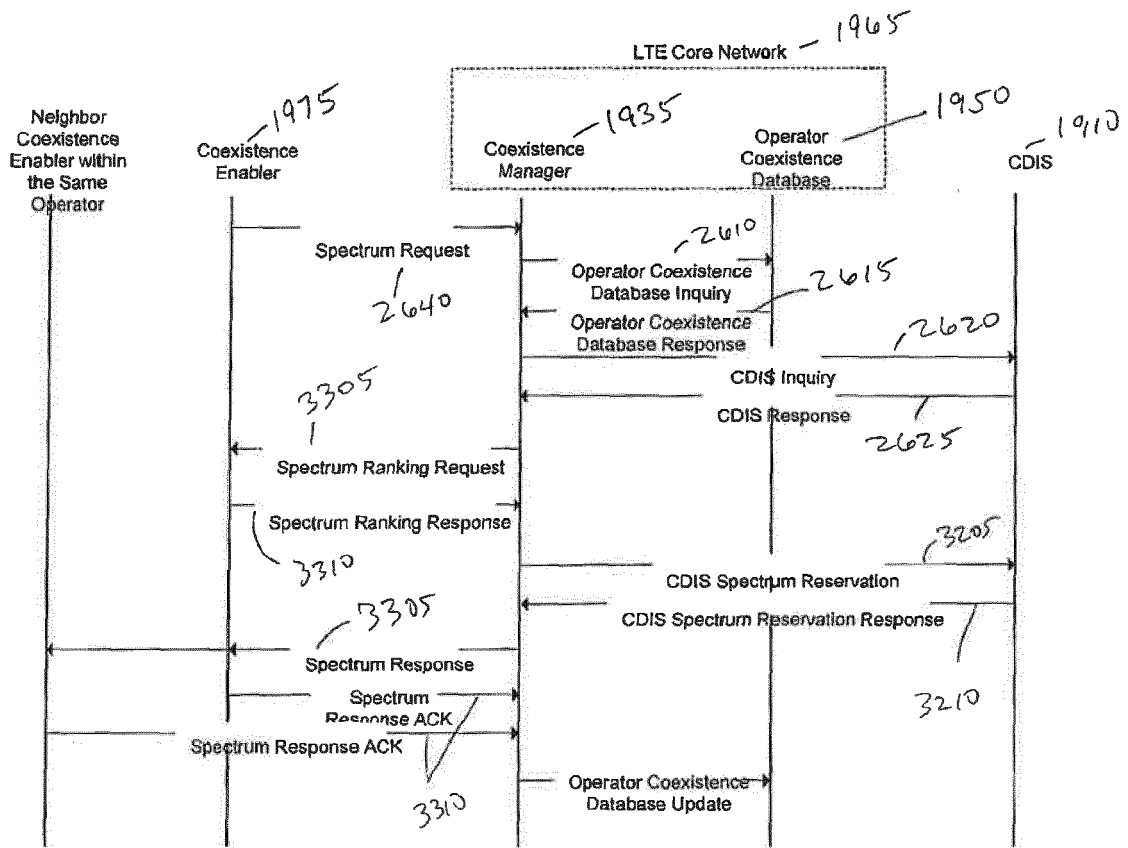 LTE Core Network
1965
Neighbor
Coexistence
Enabler within
the Same
Operator
1975
Coexistence
Enabler
1935
Coexistence
Manager
1950
Operator
Coexistence
Database
1910
CDIS
Spectrum Request
2640
2610
Operator Coexistence
Database Inquiry
2615
Operator Coexistence
Database Response
2620
CDIS Inquiry
CDIS Response
2625
3305
Spectrum Ranking Request
Spectrum Ranking Response
3310
3205
CDIS Spectrum Reservation
CDIS Spectrum Reservation Response
3210
3305
Spectrum Response
Spectrum
Response ACK
Spectrum Response ACK
3310
Operator Coexistence
Database Update